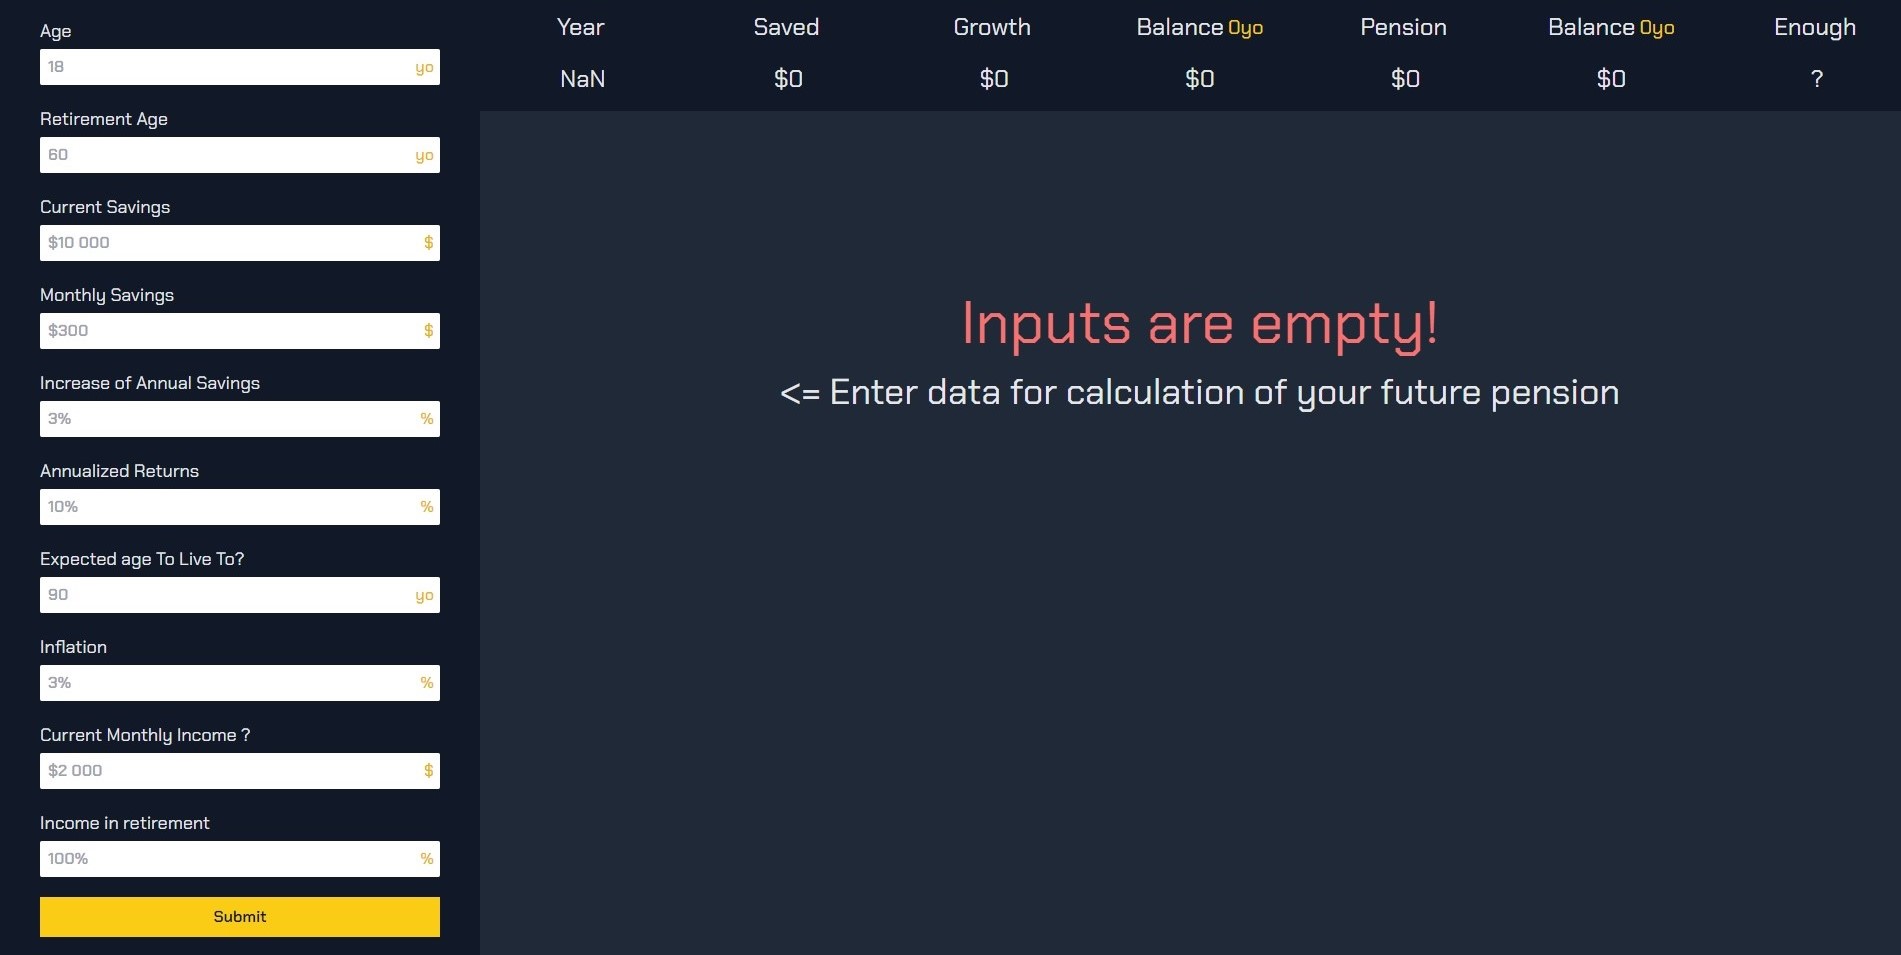 Age
18 yo
Retirement Age
60 yo
Current Savings
$10 000 $
Monthly Savings
$300 $
Increase of Annual Savings
3% %
Annualized Returns
10% %
Expected age To Live To?
90 yo
Inflation
3% %
Current Monthly Income ?
$2 000 $
Income in retirement
100% %
Submit
Year Saved Growth Balance 0yo Pension Balance 0yo Enough
NaN $0 $0 $0 $0 $0 ?
Inputs are empty!
<= Enter data for calculation of your future pension